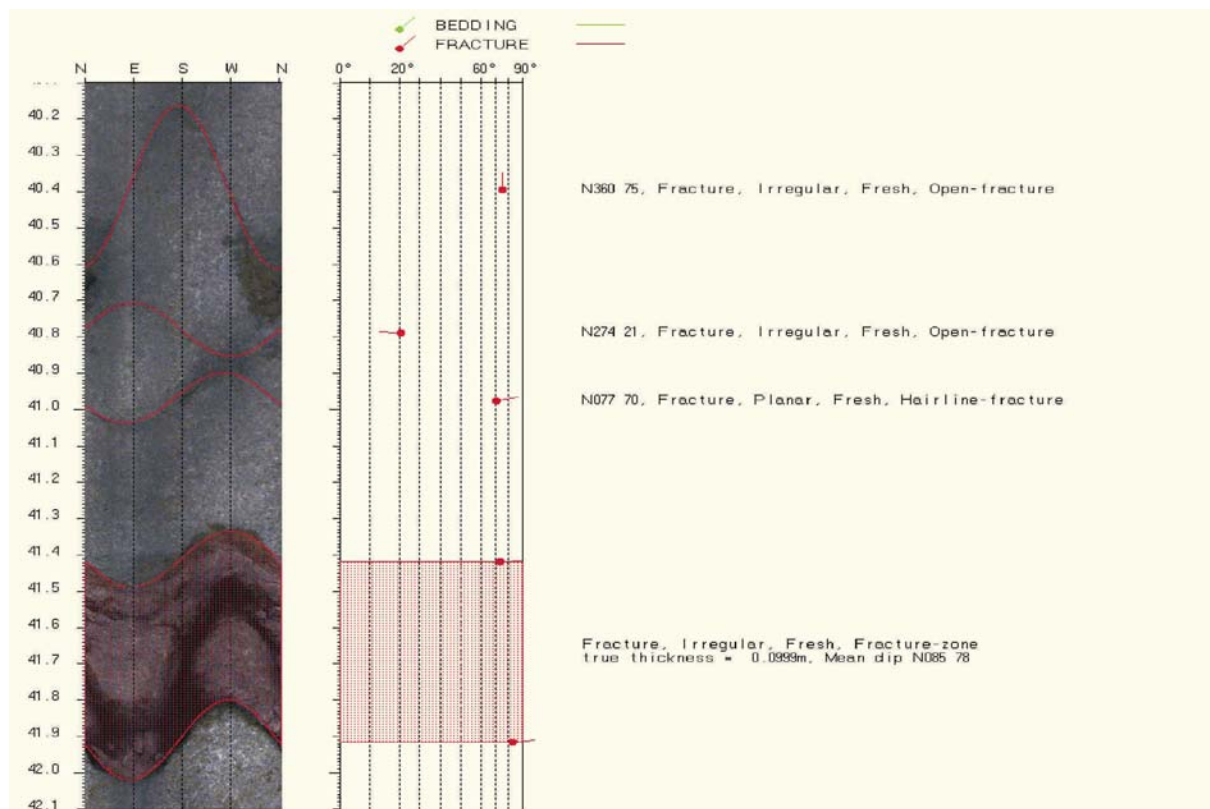 BEDDING
FRACTURE
N E S W N
0° 20° 60° 90°
40.2
40.3
40.4
N360 75, Fracture, Irregular, Fresh, Open-fracture
40.5
40.6
40.7
40.8
N274 21, Fracture, Irregular, Fresh, Open-fracture
40.9
41.0
N077 70, Fracture, Planar, Fresh, Hairline-fracture
41.1
41.2
41.3
41.4
41.5
41.6
Fracture, Irregular, Fresh, Fracture-zone
true thickness = 0.0999m, Mean dip N085 78
41.7
41.8
41.9
42.0
42.1